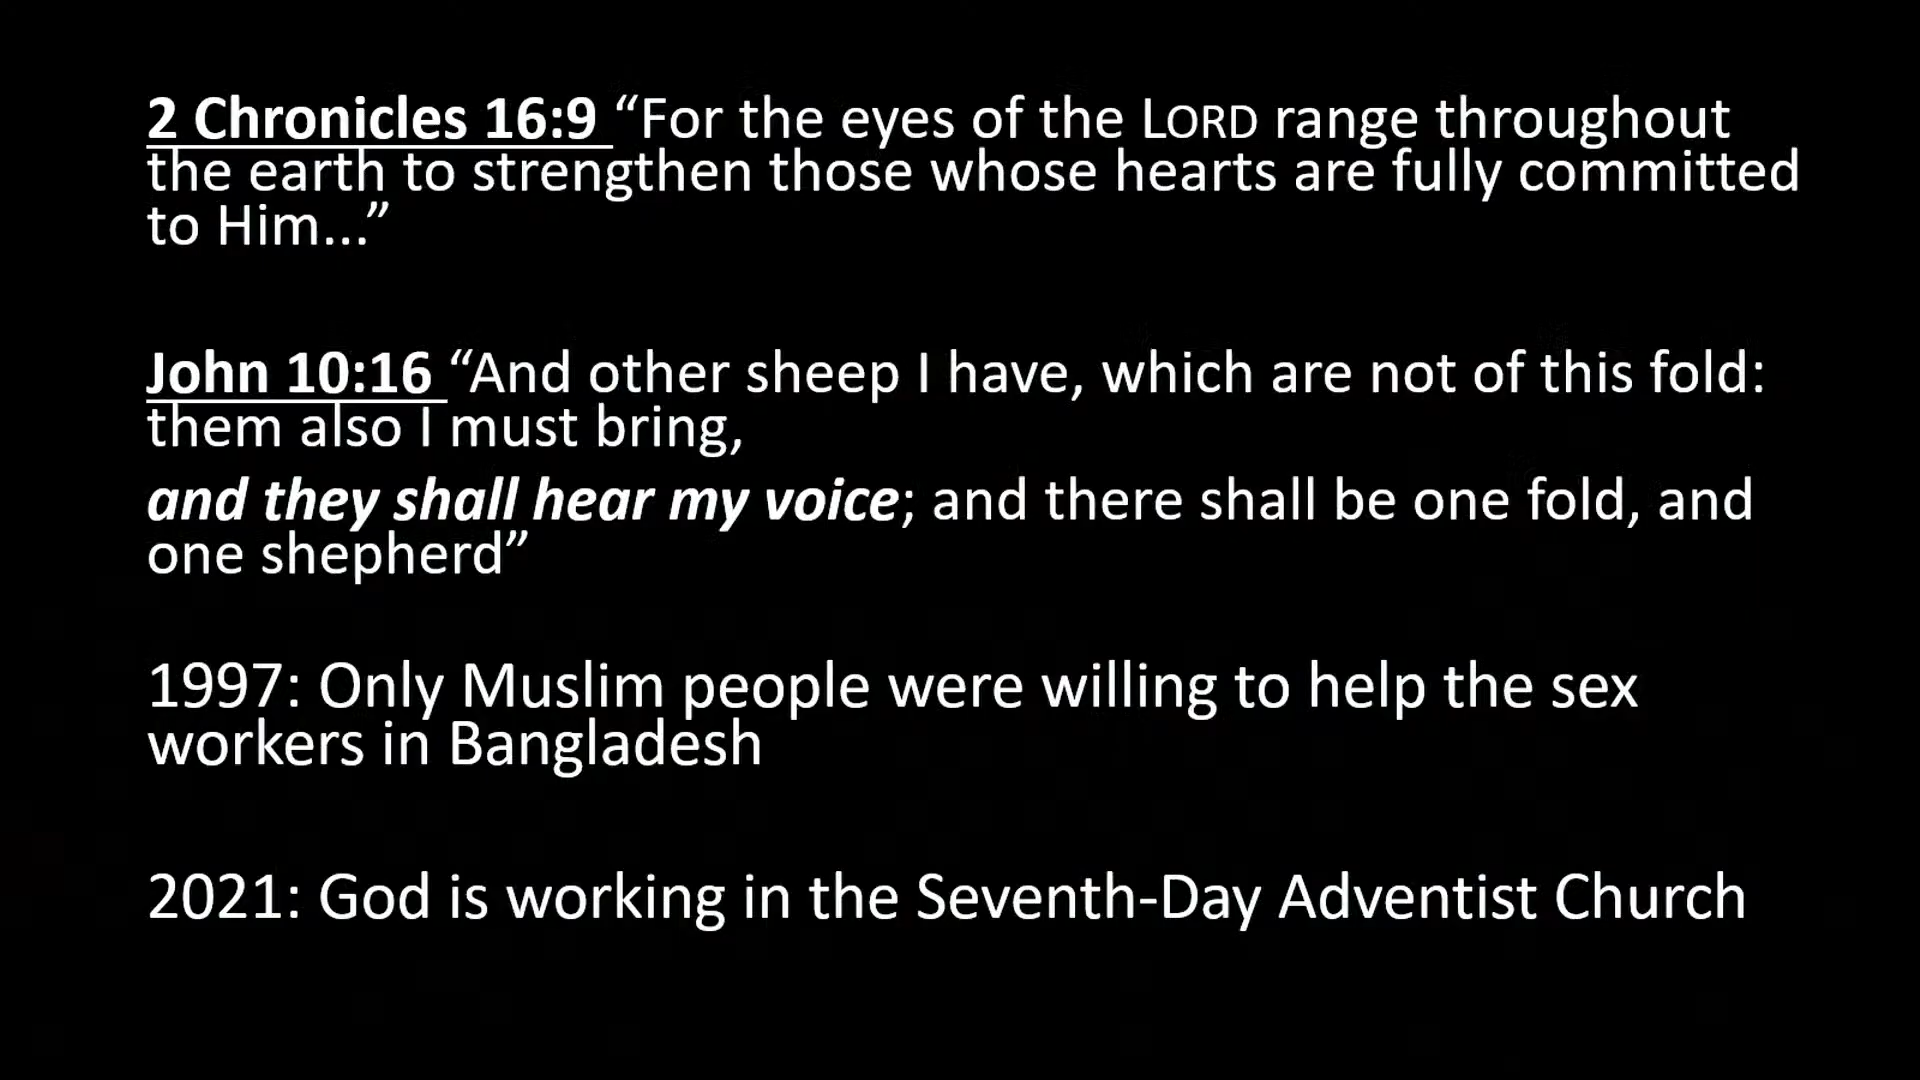 2 Chronicles 16:9 “For the eyes of the LORD range throughout
the earth to strengthen those whose hearts are fully committed
to Him...”
John 10:16 “And other sheep I have, which are not of this fold:
them also I must bring,
and they shall hear my voice; and there shall be one fold, and
one shepherd”
1997: Only Muslim people were willing to help the sex
workers in Bangladesh
2021: God is working in the Seventh-Day Adventist Church